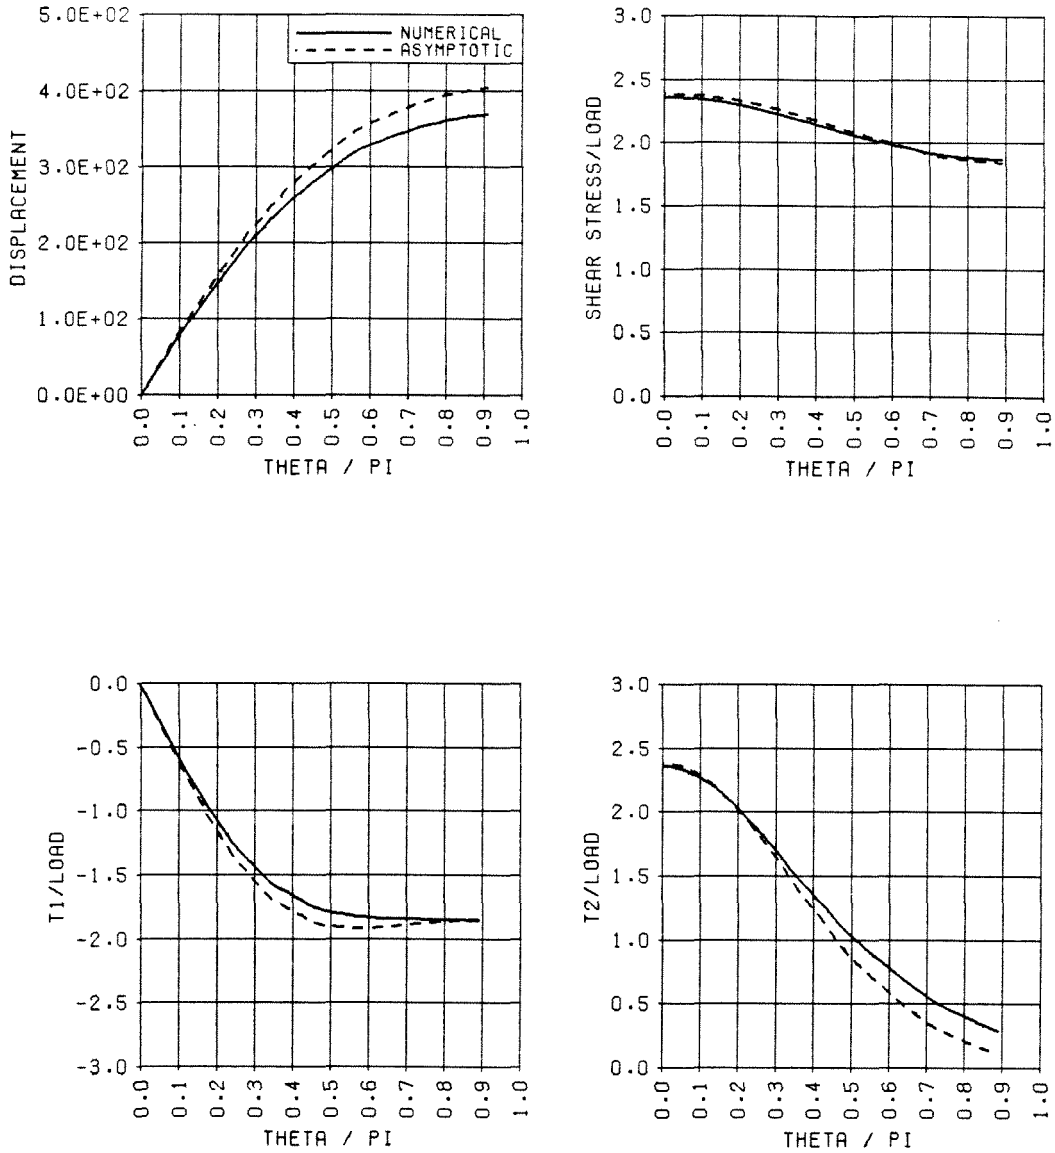 5.0E+02
4.0E+02
3.0E+02
2.0E+02
1.0E+02
0.0E+00
DISPLACEMENT
NUMERICAL
ASYMPTOTIC
0.0 0.1 0.2 0.3 0.4 0.5 0.6 0.7 0.8 0.9 1.0
THETA / PI
3.0
2.5
2.0
1.5
1.0
0.5
0.0
SHEAR STRESS/LOAD
0.0 0.1 0.2 0.3 0.4 0.5 0.6 0.7 0.8 0.9 1.0
THETA / PI
0.0
-0.5
-1.0
-1.5
-2.0
-2.5
-3.0
T1/LOAD
0.0 0.1 0.2 0.3 0.4 0.5 0.6 0.7 0.8 0.9 1.0
THETA / PI
3.0
2.5
2.0
1.5
1.0
0.5
0.0
T2/LOAD
0.0 0.1 0.2 0.3 0.4 0.5 0.6 0.7 0.8 0.9 1.0
THETA / PI